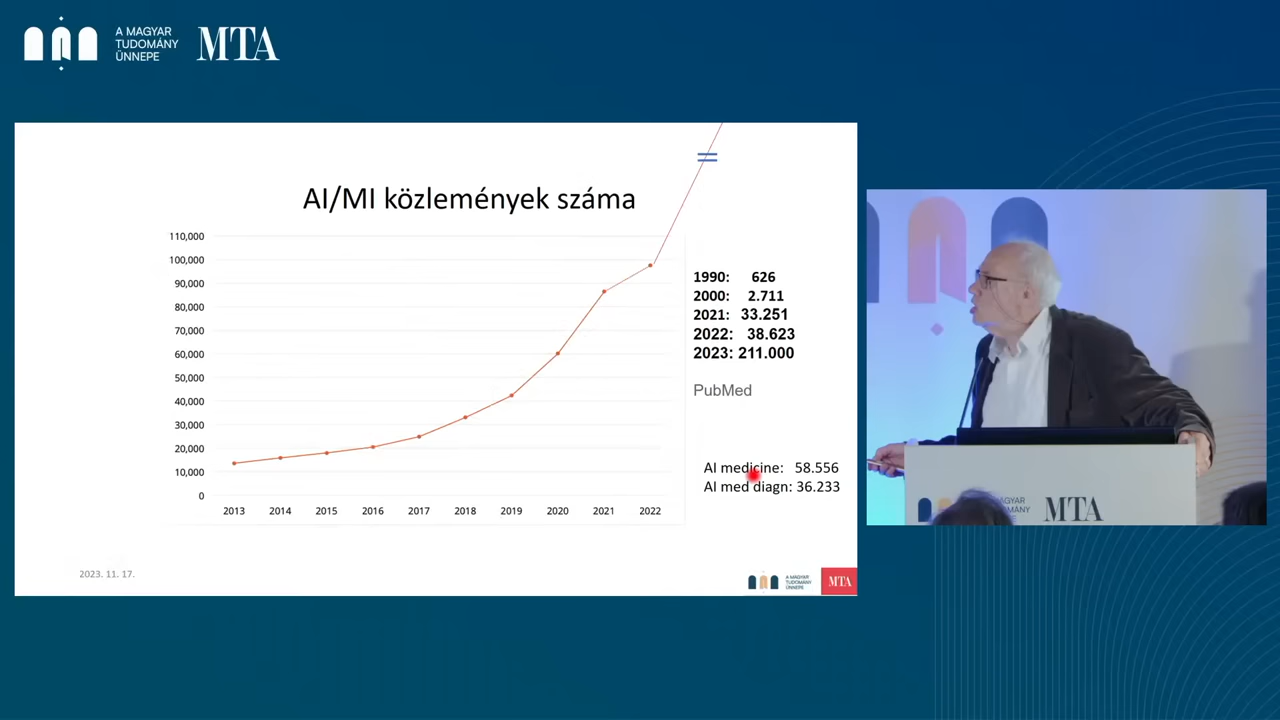 A MAGYAR
TUDOMÁNY
ÜNNEPE
MTA
AI/MI közlemények száma
110,000
100,000
90,000
80,000
70,000
60,000
50,000
40,000
30,000
20,000
10,000
0
2013 2014 2015 2016 2017 2018 2019 2020 2021 2022
1990: 626
2000: 2.711
2021: 33.251
2022: 38.623
2023: 211.000
PubMed
AI medicine: 58.556
AI med diagn: 36.233
2023. 11. 17.
A MAGYAR
TUDOMÁNY
ÜNNEPE
MTA
MTA